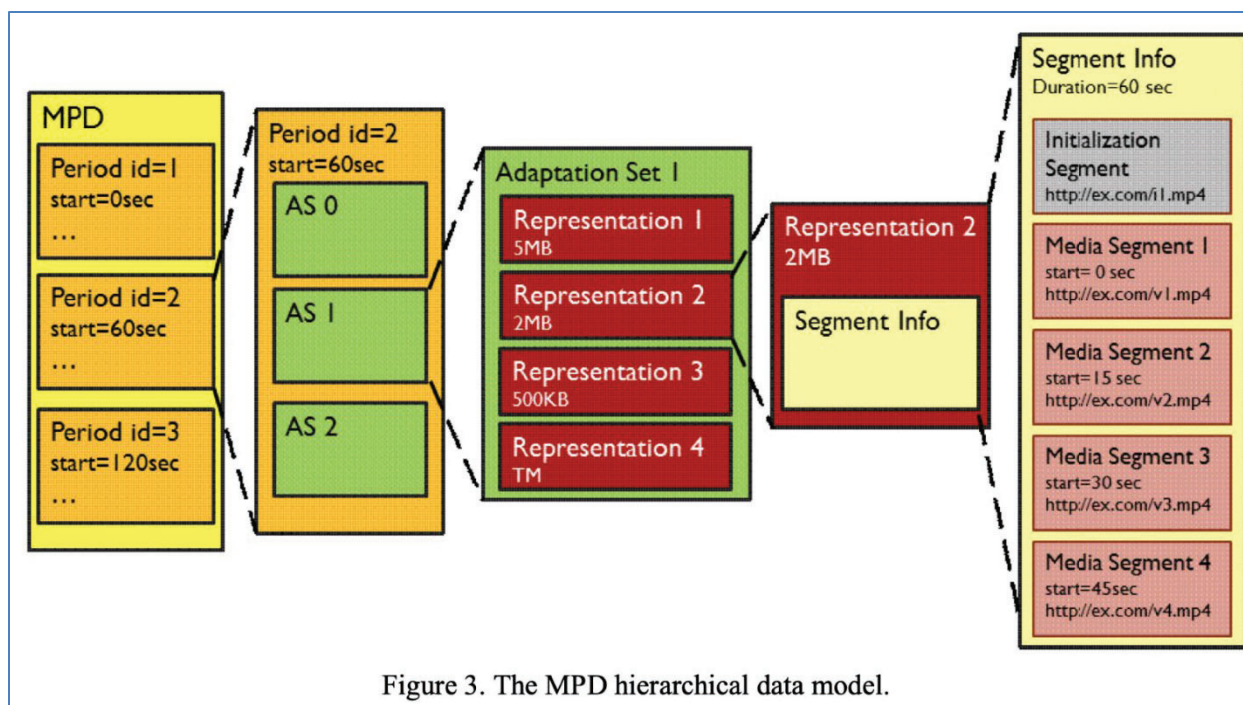 MPD
Period id=1
start=0sec
...
Period id=2
start=60sec
...
Period id=3
start=120sec
...
Period id=2
start=60sec
AS 0
AS 1
AS 2
Adaptation Set 1
Representation 1
5MB
Representation 2
2MB
Representation 3
500KB
Representation 4
TM
Representation 2
2MB
Segment Info
Segment Info
Duration=60 sec
Initialization
Segment
http://ex.com/i1.mp4
Media Segment 1
start= 0 sec
http://ex.com/v1.mp4
Media Segment 2
start=15 sec
http://ex.com/v2.mp4
Media Segment 3
start=30 sec
http://ex.com/v3.mp4
Media Segment 4
start=45sec
http://ex.com/v4.mp4
Figure 3. The MPD hierarchical data model.